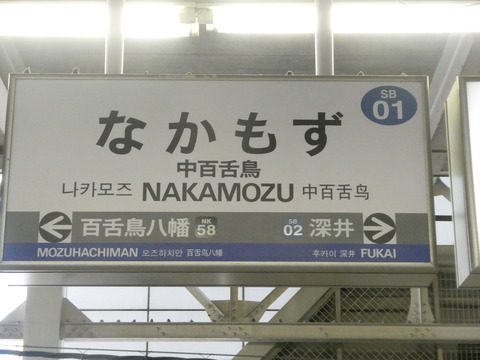 SB
01
なかもず
中百舌鳥
나카모즈 NAKAMOZU 中百舌鸟
百舌鳥八幡 NK 58 SB 02 深井
MOZUHACHIMAN 모즈하치만 百舌鸟八幡 후카이 深井 FUKAI